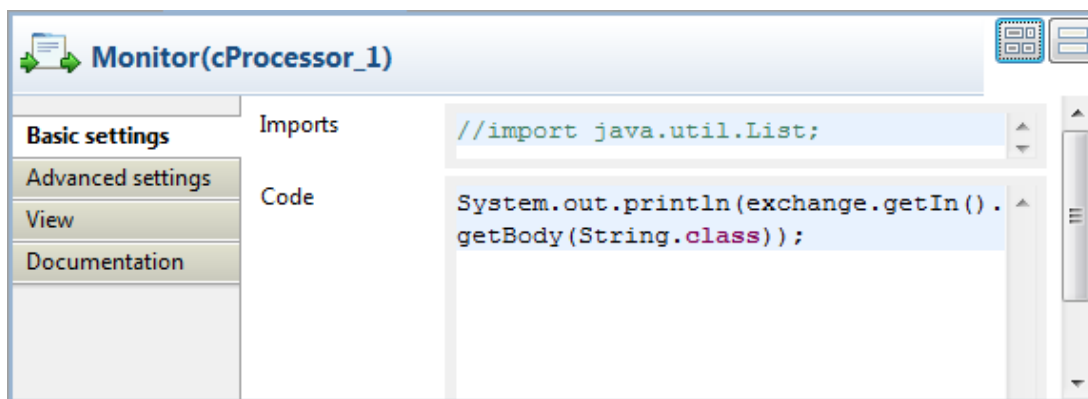 Monitor(cProcessor_1)
Basic settings
Advanced settings
View
Documentation
Imports
//import java.util.List;
Code
System.out.println(exchange.getIn().
getBody(String.class));